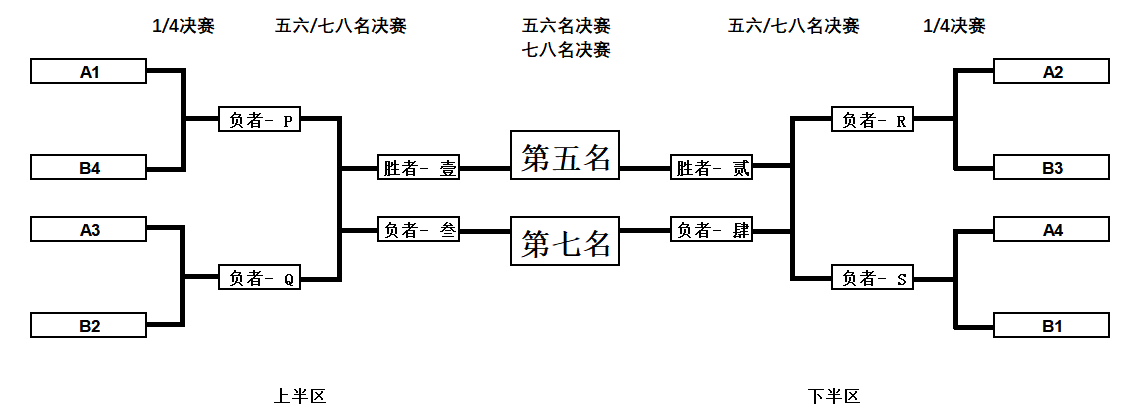 1/4决赛
五六/七八名决赛
五六名决赛
七八名决赛
五六/七八名决赛
1/4决赛
A1
A2
负者- P
负者- R
B4
胜者- 壹
第五名
胜者- 贰
B3
A3
负者- 叁
第七名
负者- 肆
A4
负者- Q
负者- S
B2
B1
上半区
下半区